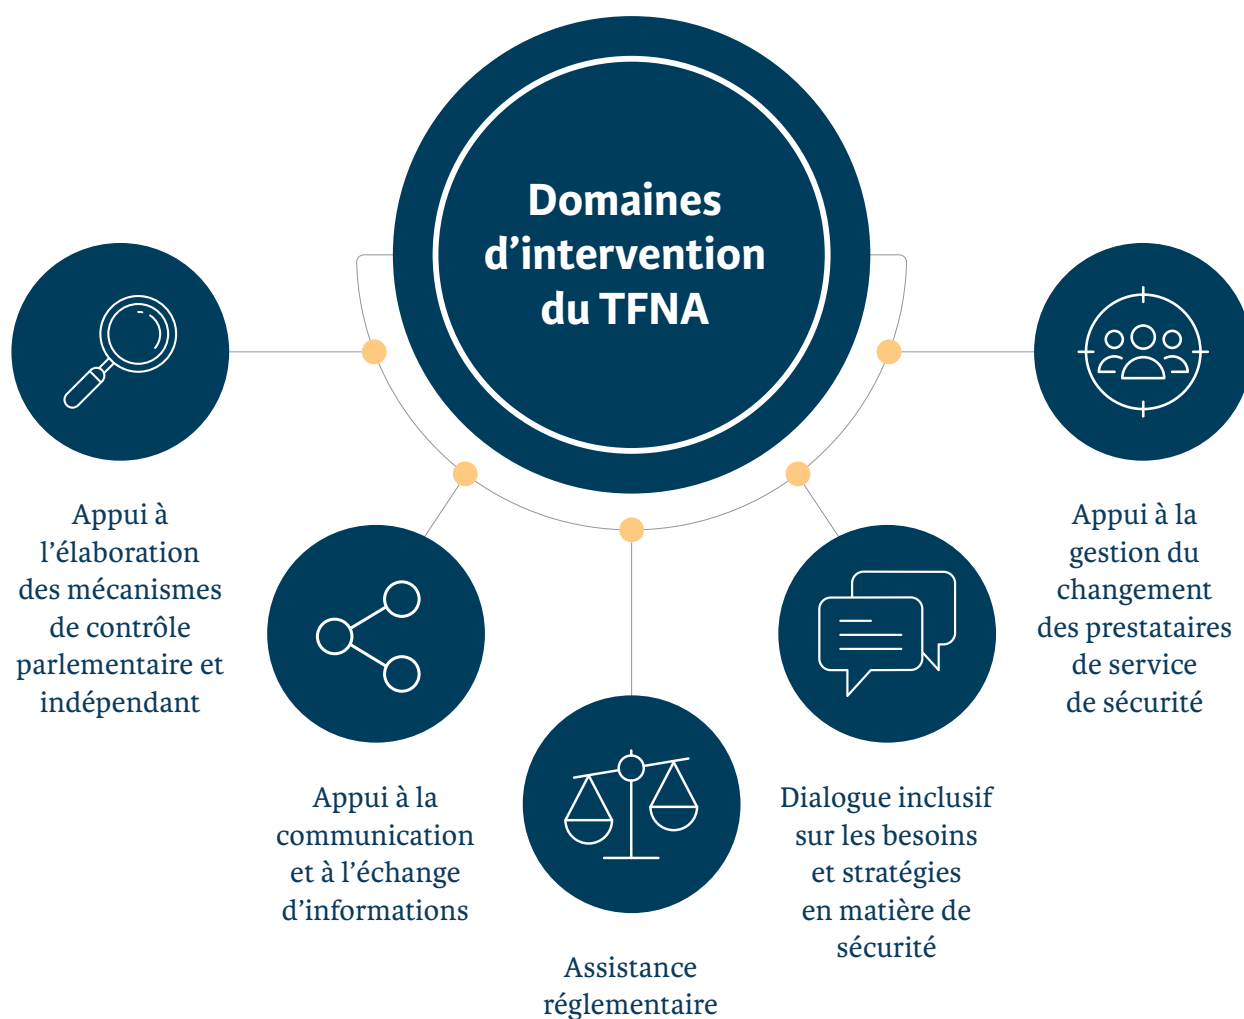 Domaines
d’intervention
du TFNA
Appui à
l’élaboration
des mécanismes
de contrôle
parlementaire et
indépendant
Appui à la
communication
et à l’échange
d’informations
Assistance
réglementaire
Dialogue inclusif
sur les besoins
et stratégies
en matière de
sécurité
Appui à la
gestion du
changement
des prestataires
de service
de sécurité